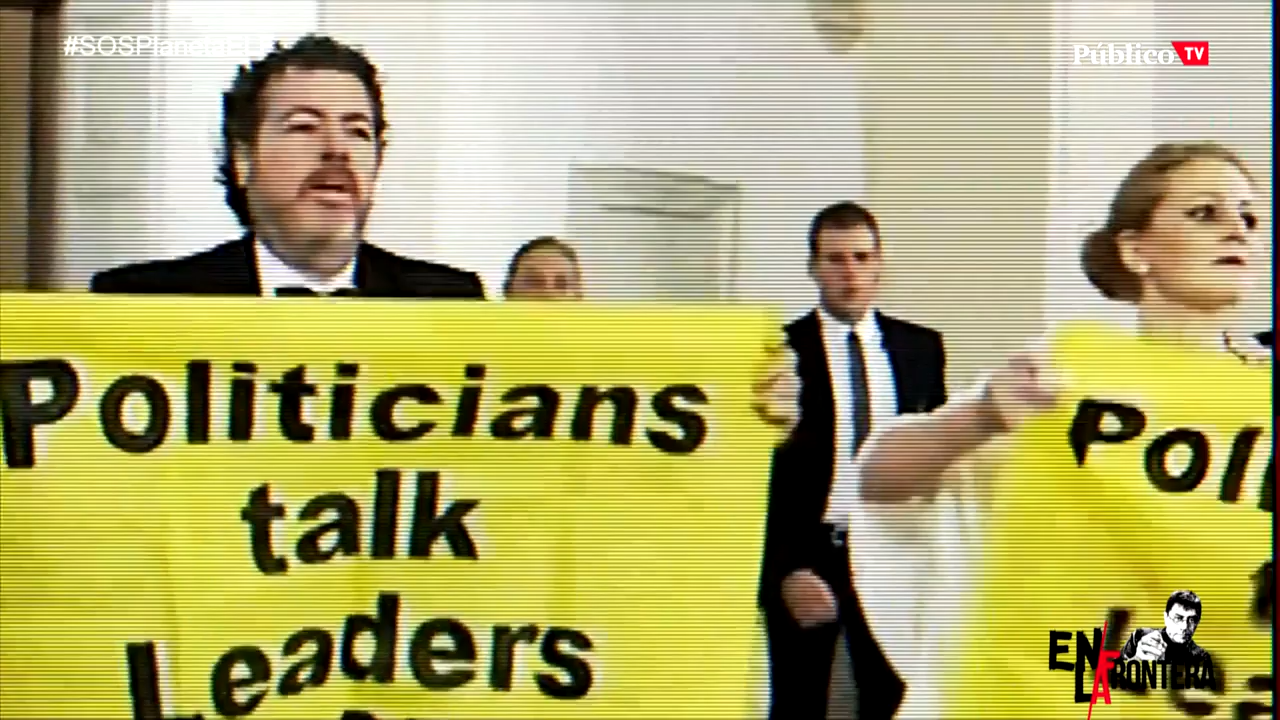 Público TV
Politicians
talk
Leaders
Poli
EN
LA FRONTERA